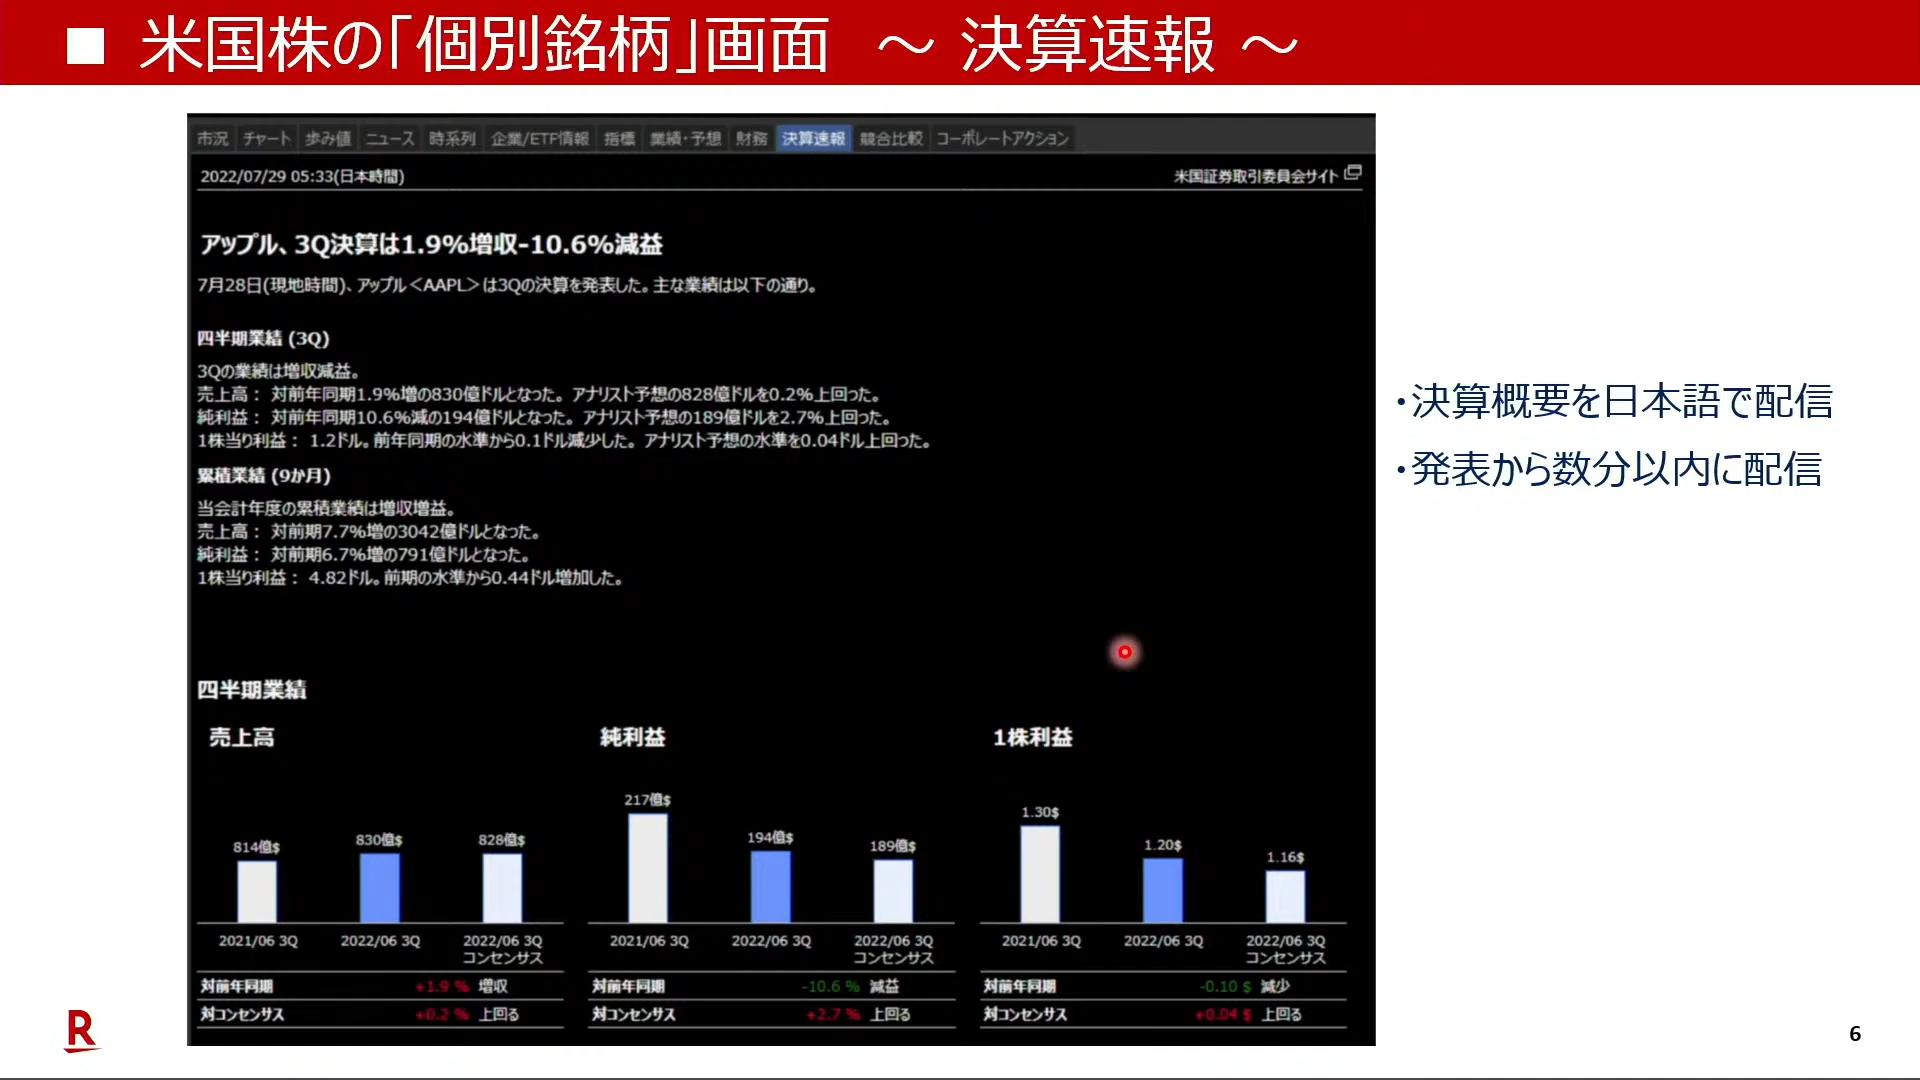 ■ 米国株の「個別銘柄」画面 ～ 決算速報 ～
市況 チャート 歩み値 ニュース 時系列 企業/ETF情報 指標 業績・予想 財務 決算速報 競合比較 コーポレートアクション
2022/07/29 05:33(日本時間) 米国証券取引委員会サイト
アップル、3Q決算は1.9%増収-10.6%減益
7月28日(現地時間)、アップル＜AAPL＞は3Qの決算を発表した。主な業績は以下の通り。
四半期業績 (3Q)
3Qの業績は増収減益。
売上高： 対前年同期1.9%増の830億ドルとなった。アナリスト予想の828億ドルを0.2%上回った。
純利益： 対前年同期10.6%減の194億ドルとなった。アナリスト予想の189億ドルを2.7%上回った。
1株当り利益： 1.2ドル。前年同期の水準から0.1ドル減少した。アナリスト予想の水準を0.04ドル上回った。
累積業績 (9か月)
当会計年度の累積業績は増収増益。
売上高： 対前期7.7%増の3042億ドルとなった。
純利益： 対前期6.7%増の791億ドルとなった。
1株当り利益： 4.82ドル。前期の水準から0.44ドル増加した。
・決算概要を日本語で配信
・発表から数分以内に配信
四半期業績
売上高
814億$ 830億$ 828億$
2021/06 3Q 2022/06 3Q 2022/06 3Q
コンセンサス
対前年同期 +1.9 % 増収
対コンセンサス +0.2 % 上回る
純利益
217億$ 194億$ 189億$
2021/06 3Q 2022/06 3Q 2022/06 3Q
コンセンサス
対前年同期 -10.6 % 減益
対コンセンサス +2.7 % 上回る
1株利益
1.30$ 1.20$ 1.16$
2021/06 3Q 2022/06 3Q 2022/06 3Q
コンセンサス
対前年同期 -0.10 $ 減少
対コンセンサス +0.04 $ 上回る
R
6